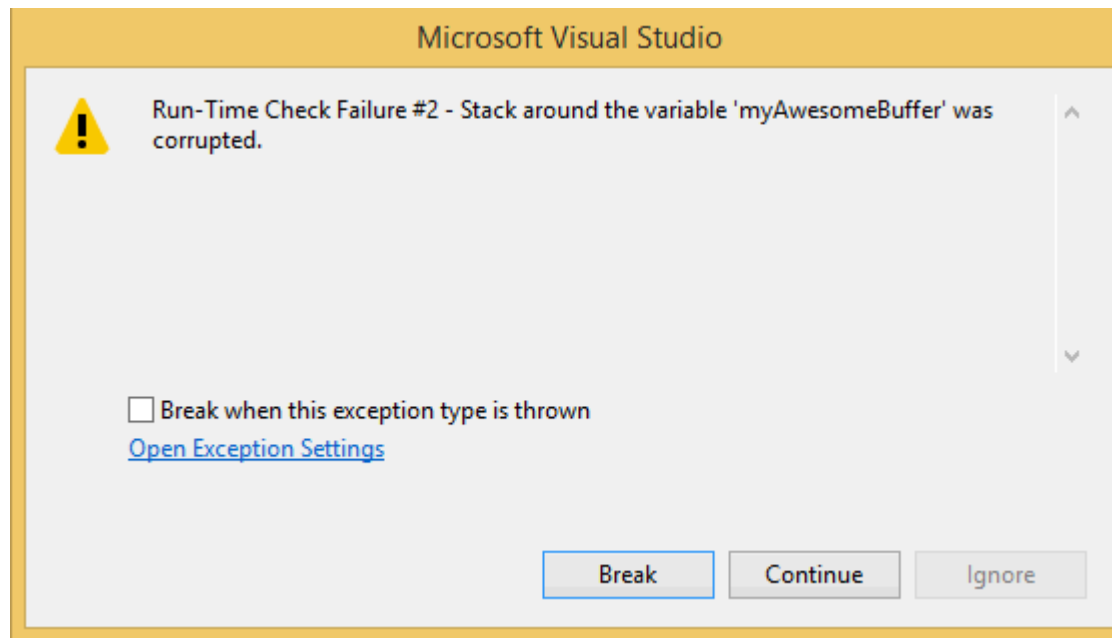 Microsoft Visual Studio
Run-Time Check Failure #2 - Stack around the variable 'myAwesomeBuffer' was
corrupted.
Break when this exception type is thrown
Open Exception Settings
Break
Continue
Ignore